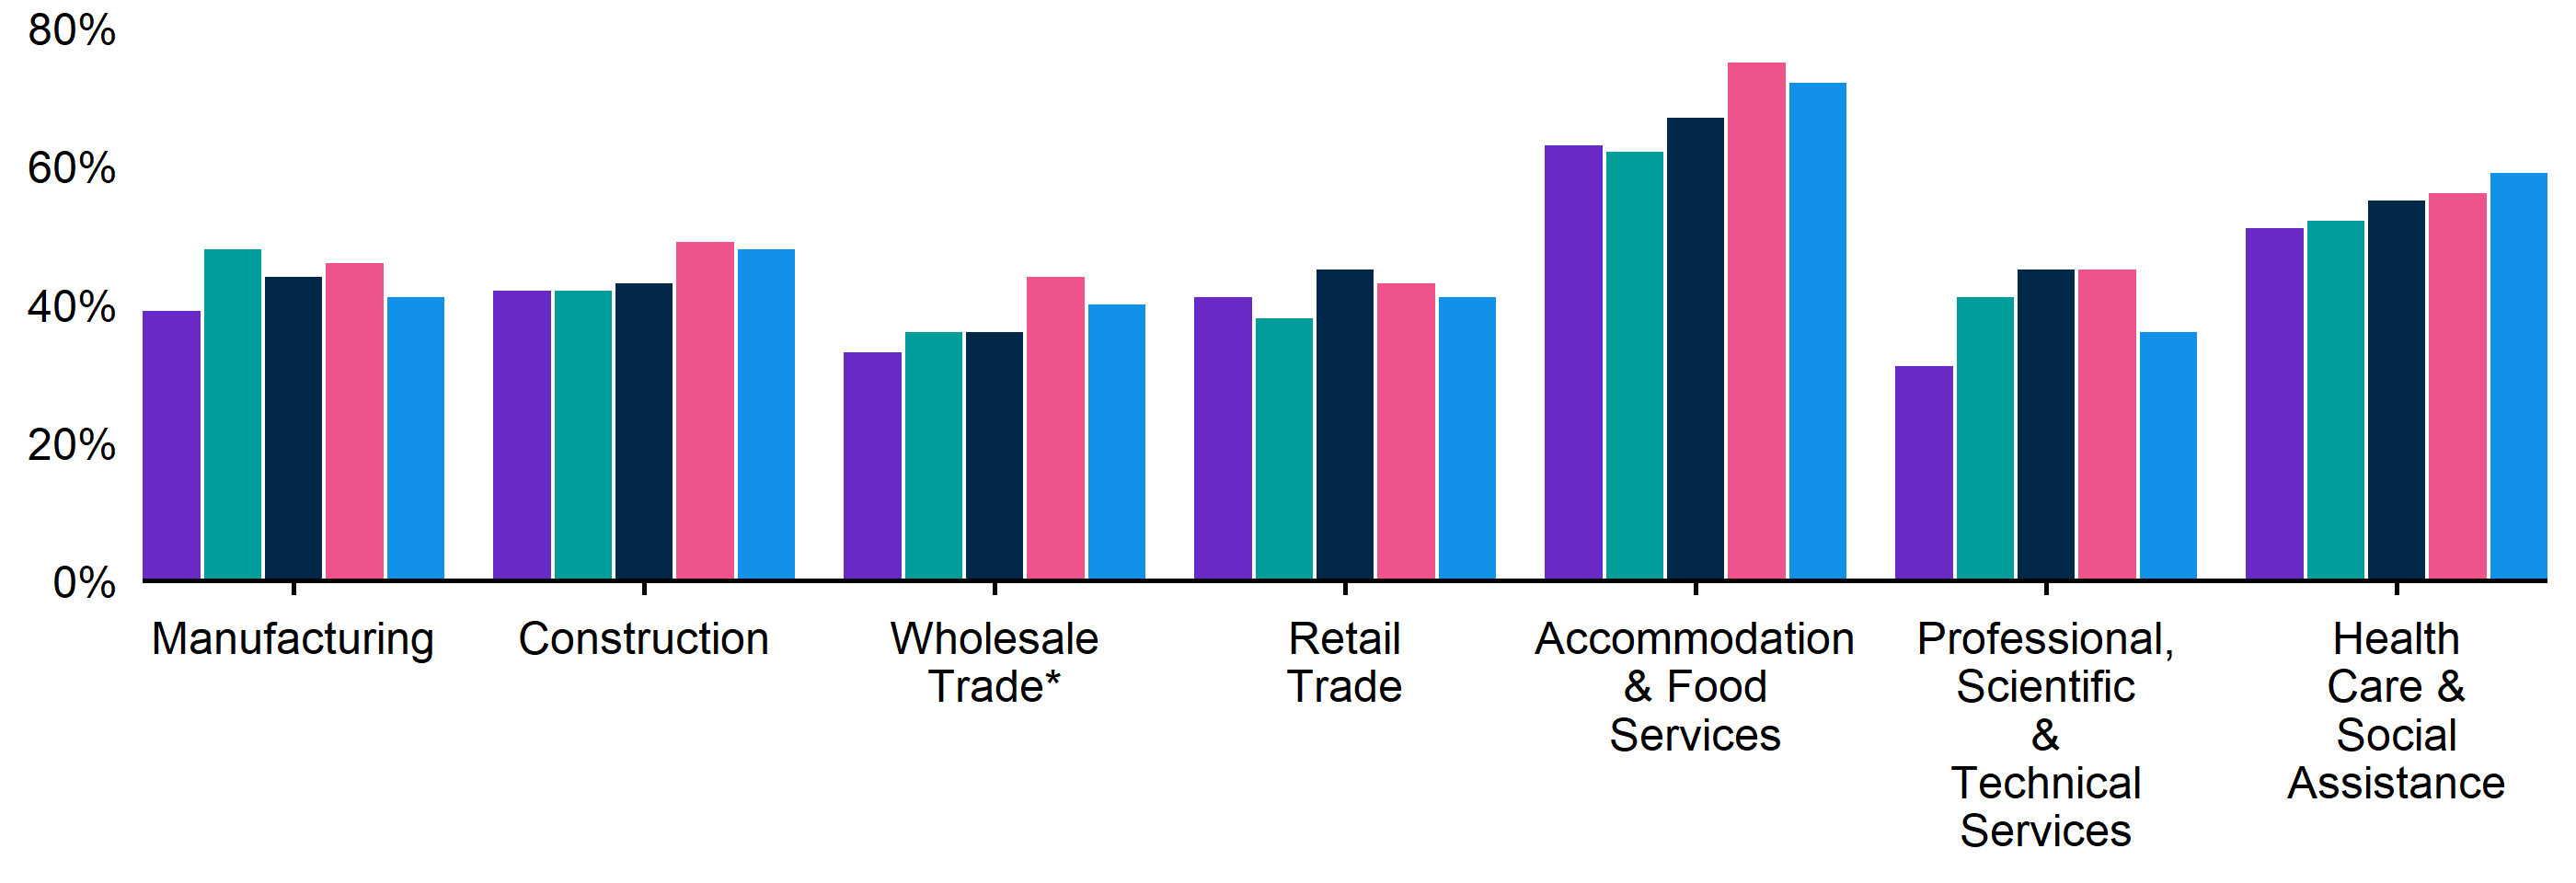 80%
60%
40%
20%
0%
Manufacturing
Construction
Wholesale
Trade*
Retail
Trade
Accommodation
& Food
Services
Professional,
Scientific
&
Technical
Services
Health
Care &
Social
Assistance